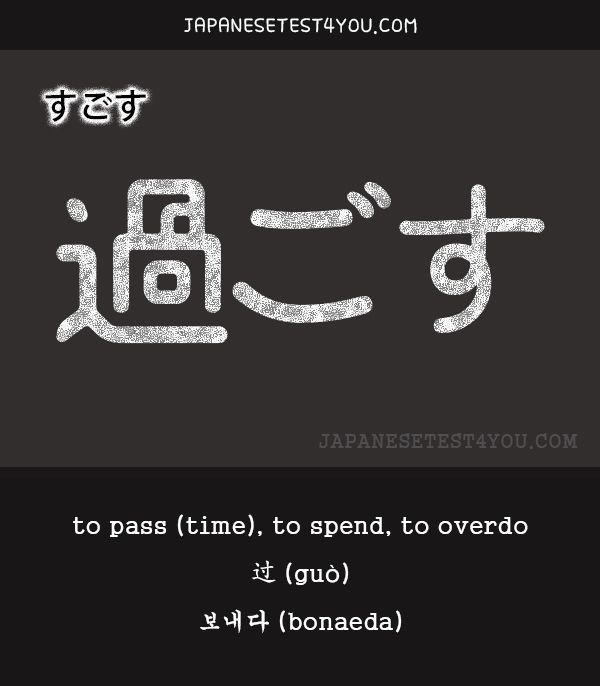 JAPANESETEST4YOU.COM
すごす
過ごす
JAPANESETEST4YOU.COM
to pass (time), to spend, to overdo
过 (guò)
보내다 (bonaeda)